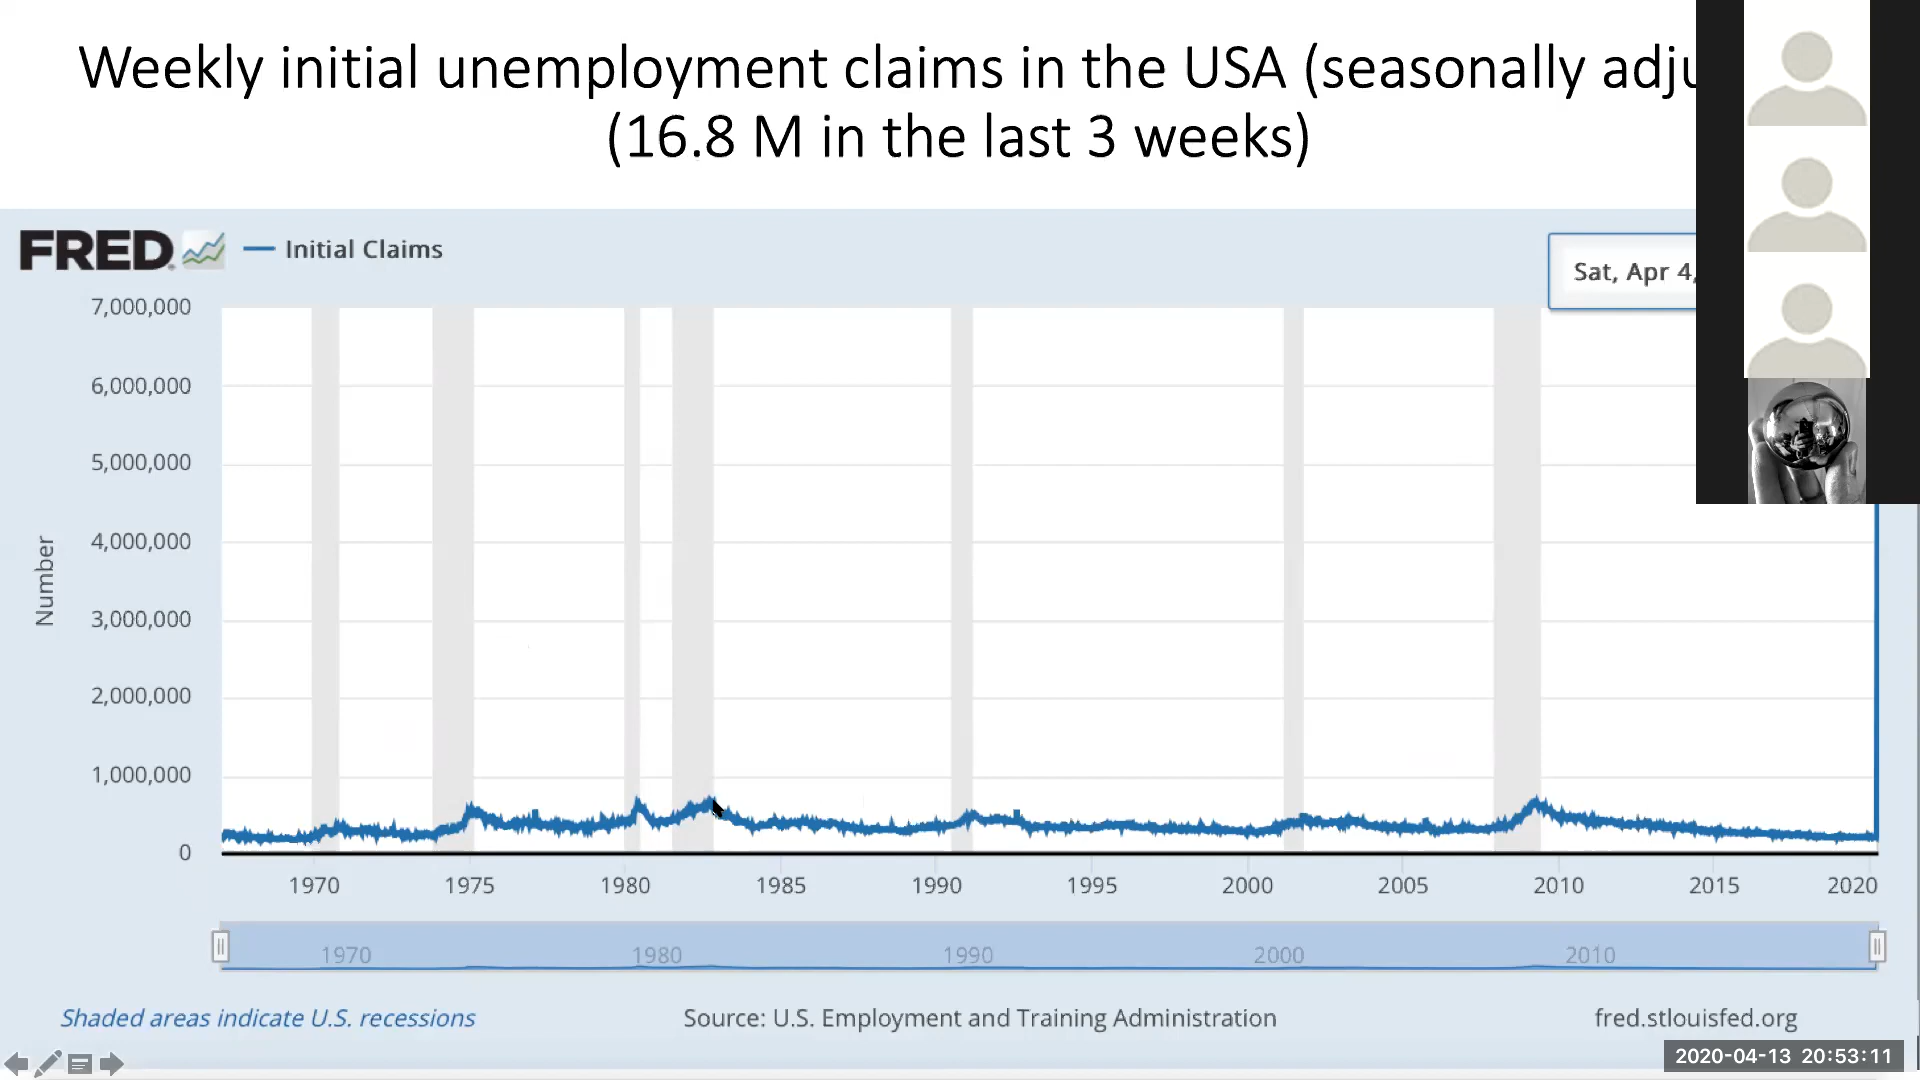 Weekly initial unemployment claims in the USA (seasonally
(16.8 M in the last 3 weeks)
FRED
Initial Claims
Sat, Apr 4,
7,000,000
6,000,000
5,000,000
4,000,000
3,000,000
2,000,000
1,000,000
0
Number
1970 1975 1980 1985 1990 1995 2000 2005 2010 2015 2020
1970 1980 1990 2000 2010
Shaded areas indicate U.S. recessions
Source: U.S. Employment and Training Administration
fred.stlouisfed.org
2020-04-13 20:53:11